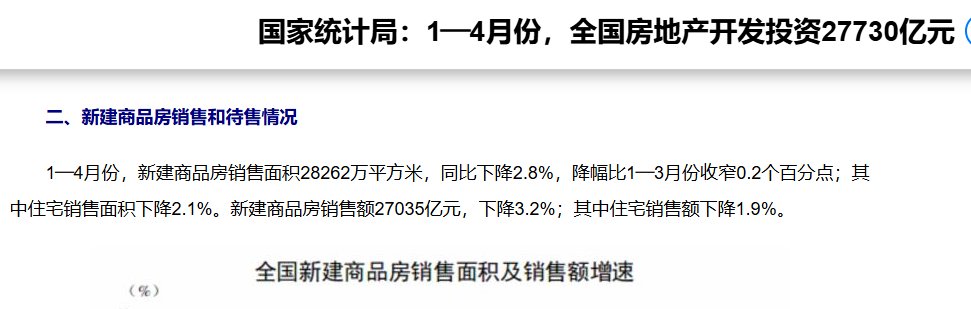 国家统计局：1—4月份，全国房地产开发投资27730亿元
二、新建商品房销售和待售情况
1—4月份，新建商品房销售面积28262万平方米，同比下降2.8%，降幅比1—3月份收窄0.2个百分点；其
中住宅销售面积下降2.1%。新建商品房销售额27035亿元，下降3.2%；其中住宅销售额下降1.9%。
全国新建商品房销售面积及销售额增速
（%）